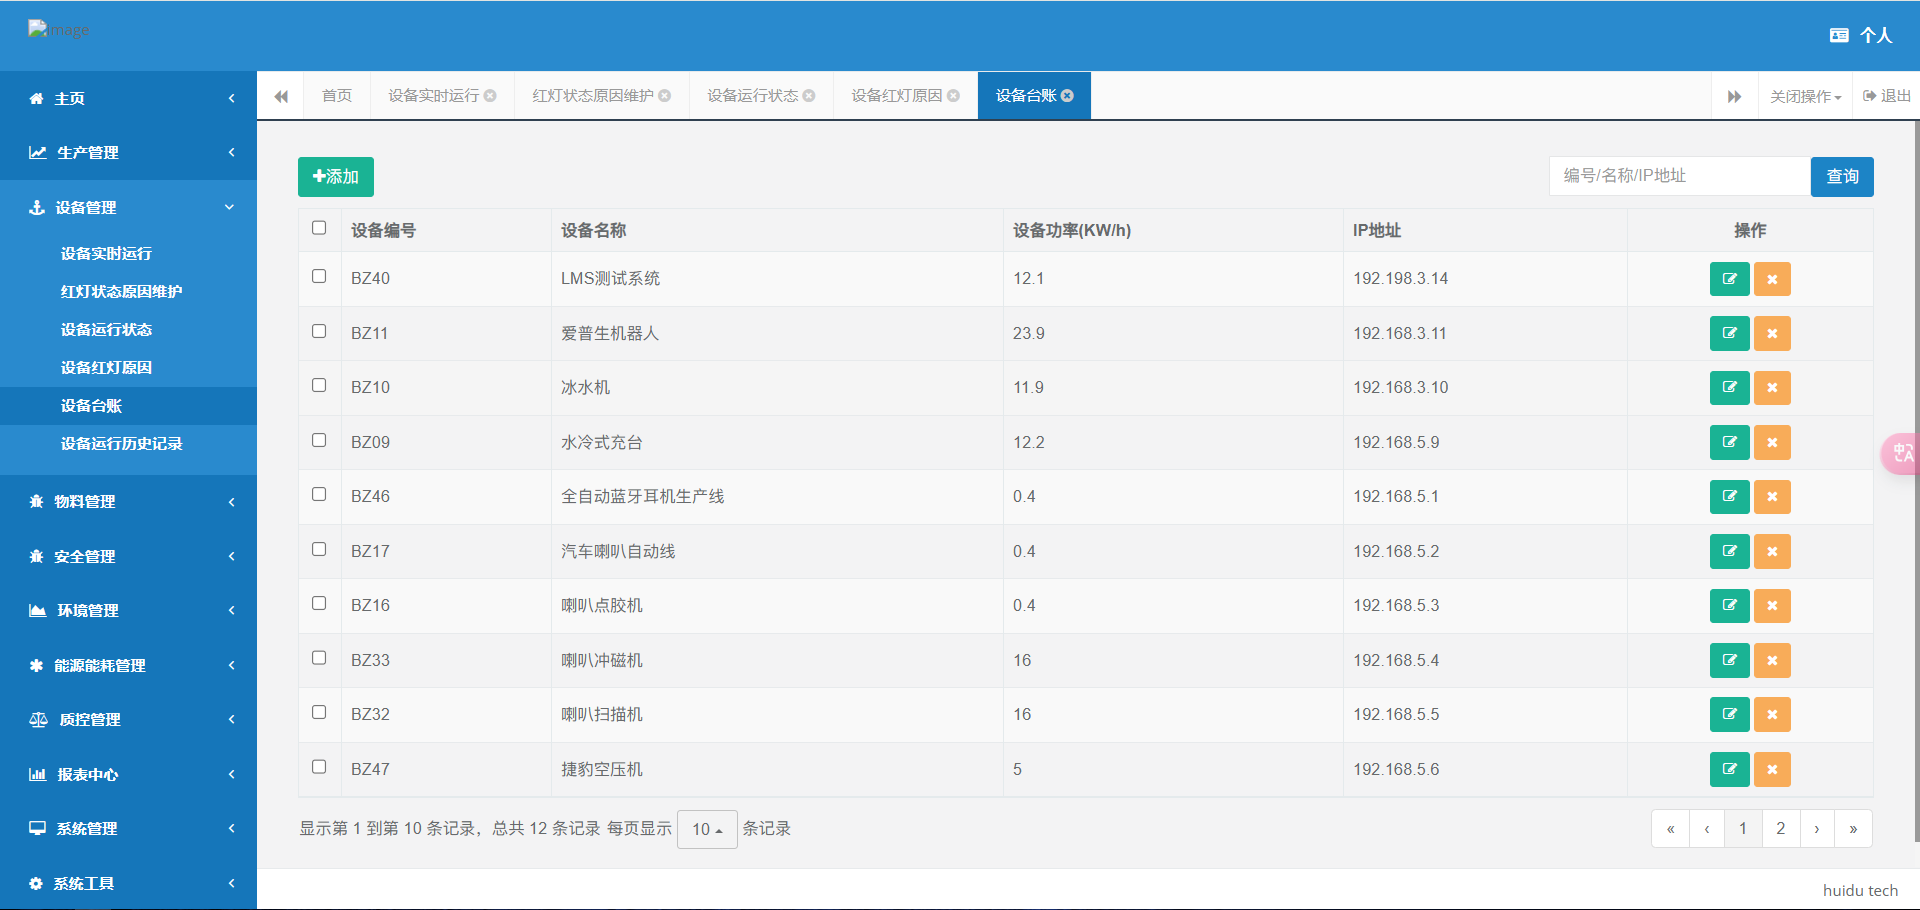 Image
个人
主页
生产管理
设备管理
设备实时运行
红灯状态原因维护
设备运行状态
设备红灯原因
设备台账
设备运行历史记录
物料管理
安全管理
环境管理
能源能耗管理
质控管理
报表中心
系统管理
系统工具
首页 设备实时运行 红灯状态原因维护 设备运行状态 设备红灯原因 设备台账 关闭操作 退出
添加 编号/名称/IP地址 查询
设备编号 设备名称 设备功率(KW/h) IP地址 操作
BZ40 LMS测试系统 12.1 192.198.3.14
BZ11 爱普生机器人 23.9 192.168.3.11
BZ10 冰水机 11.9 192.168.3.10
BZ09 水冷式充台 12.2 192.168.5.9
BZ46 全自动蓝牙耳机生产线 0.4 192.168.5.1
BZ17 汽车喇叭自动线 0.4 192.168.5.2
BZ16 喇叭点胶机 0.4 192.168.5.3
BZ33 喇叭冲磁机 16 192.168.5.4
BZ32 喇叭扫描机 16 192.168.5.5
BZ47 捷豹空压机 5 192.168.5.6
显示第 1 到第 10 条记录，总共 12 条记录 每页显示 10 条记录 « ‹ 1 2 › »
中A
huidu tech